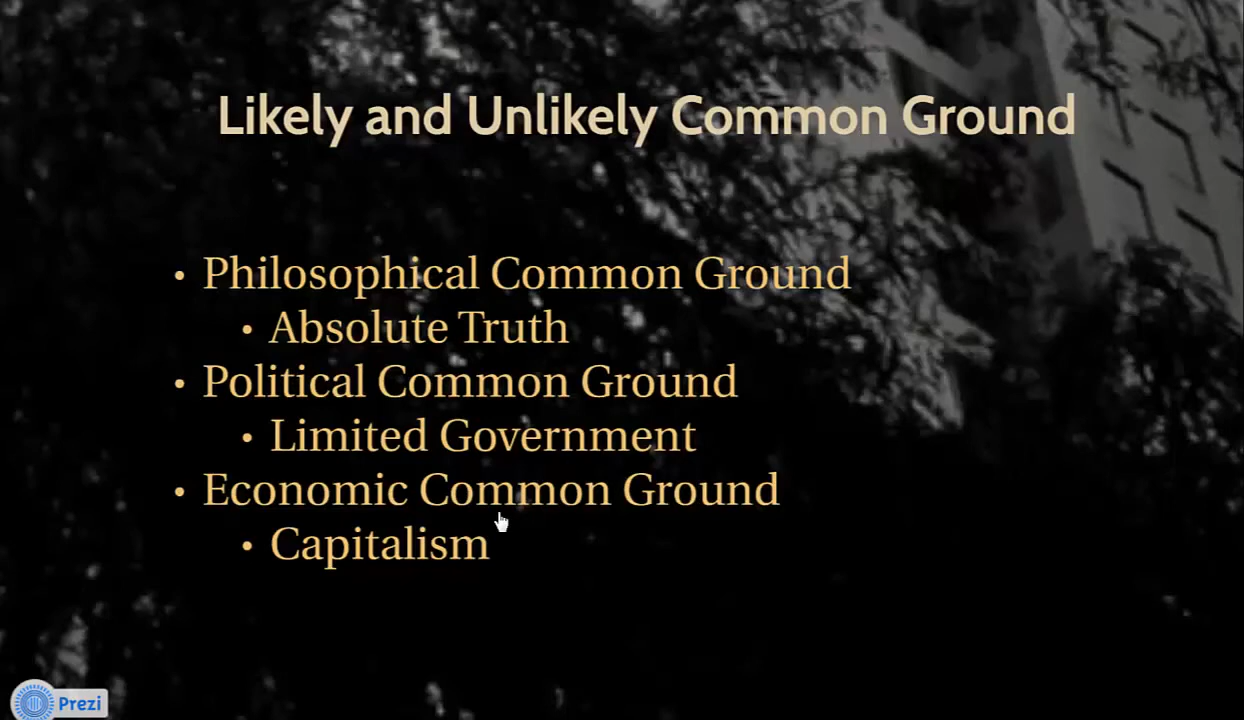 Likely and Unlikely Common Ground
• Philosophical Common Ground
• Absolute Truth
• Political Common Ground
• Limited Government
• Economic Common Ground
• Capitalism
Prezi